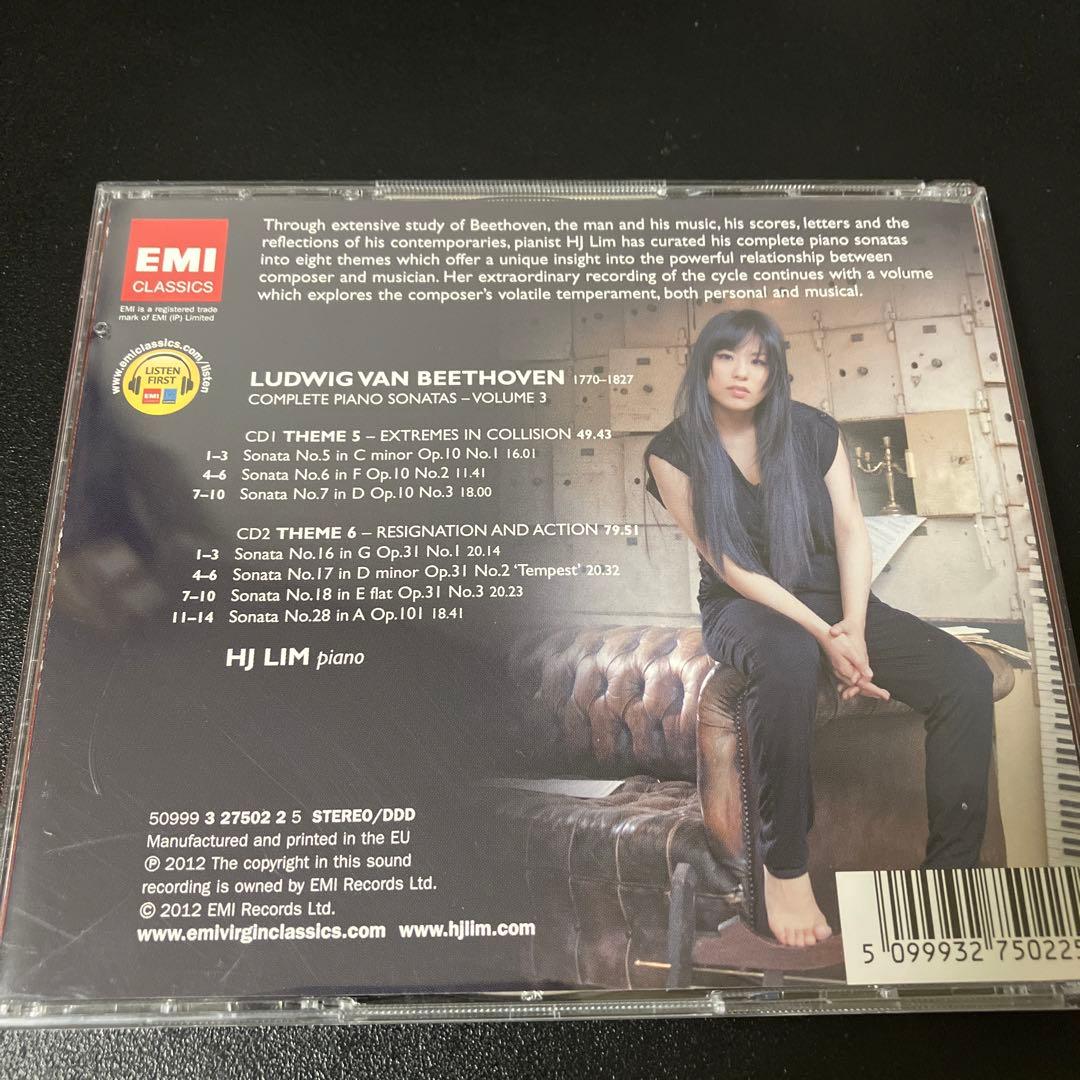 Through extensive study of Beethoven, the man and his music, his scores, letters and the
reflections of his contemporaries, pianist HJ Lim has curated his complete piano sonatas
into eight themes which offer a unique insight into the powerful relationship between
composer and musician. Her extraordinary recording of the cycle continues with a volume
which explores the composer's volatile temperament, both personal and musical.
EMI
CLASSICS
EMI is a registered trade
mark of EMI (IP) Limited
www.emiclassics.com/listen
LISTEN
FIRST
EMI
LUDWIG VAN BEETHOVEN 1770–1827
COMPLETE PIANO SONATAS – VOLUME 3
CD1 THEME 5 – EXTREMES IN COLLISION 49.43
1–3 Sonata No.5 in C minor Op.10 No.1 16.01
4–6 Sonata No.6 in F Op.10 No.2 11.41
7–10 Sonata No.7 in D Op.10 No.3 18.00
CD2 THEME 6 – RESIGNATION AND ACTION 79.51
1–3 Sonata No.16 in G Op.31 No.1 20.14
4–6 Sonata No.17 in D minor Op.31 No.2 'Tempest' 20.32
7–10 Sonata No.18 in E flat Op.31 No.3 20.23
11–14 Sonata No.28 in A Op.101 18.41
HJ LIM piano
50999 3 27502 2 5 STEREO/DDD
Manufactured and printed in the EU
℗ 2012 The copyright in this sound
recording is owned by EMI Records Ltd.
© 2012 EMI Records Ltd.
www.emivirginclassics.com www.hjlim.com
5 099932 750225